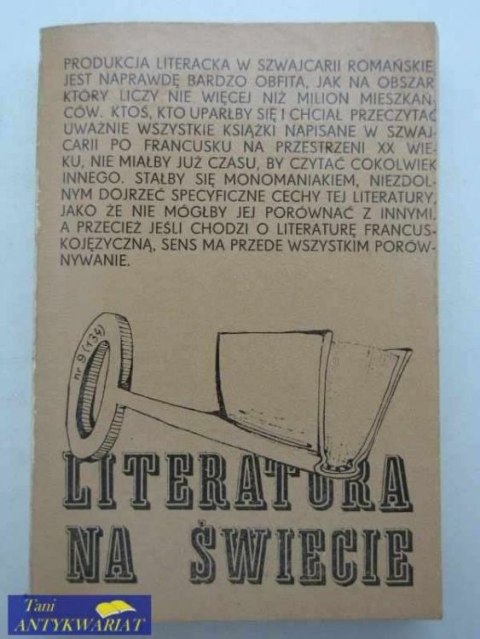 PRODUKCJA LITERACKA W SZWAJCARII ROMAŃSKIEJ
JEST NAPRAWDĘ BARDZO OBFITA, JAK NA OBSZAR
KTÓRY LICZY NIE WIĘCEJ NIŻ MILION MIESZKAŃ-
CÓW. KTOŚ, KTO UPARŁBY SIĘ I CHCIAŁ PRZECZYTAĆ
UWAŻNIE WSZYSTKIE KSIĄŻKI NAPISANE W SZWAJ-
CARII PO FRANCUSKU NA PRZESTRZENI XX WIE-
KU, NIE MIAŁBY JUŻ CZASU, BY CZYTAĆ COKOLWIEK
INNEGO. STAŁBY SIĘ MONOMANIAKIEM, NIEZDOL-
NYM DOJRZEĆ SPECYFICZNE CECHY TEJ LITERATURY,
JAKO ŻE NIE MÓGŁBY JEJ PORÓWNAĆ Z INNYMI.
A PRZECIEŻ JEŚLI CHODZI O LITERATURĘ FRANCUS-
KOJĘZYCZNĄ, SENS MA PRZEDE WSZYSTKIM PORÓW-
NYWANIE.
nr 9 (134)
LITERATURA
NA ŚWIECIE
Tani
ANTYKWARIAT